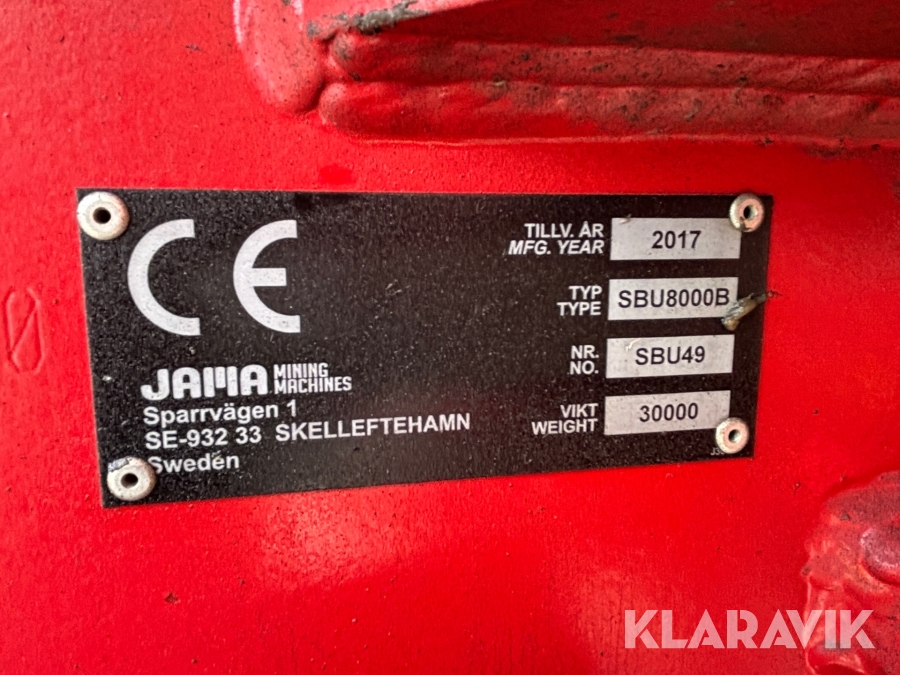 CE
TILLV. ÅR
MFG. YEAR
2017
TYP
TYPE
SBU8000B
NR.
NO.
SBU49
VIKT
WEIGHT
30000
JAMA MINING
MACHINES
Sparrvägen 1
SE-932 33 SKELLEFTEHAMN
Sweden
KLARAVIK